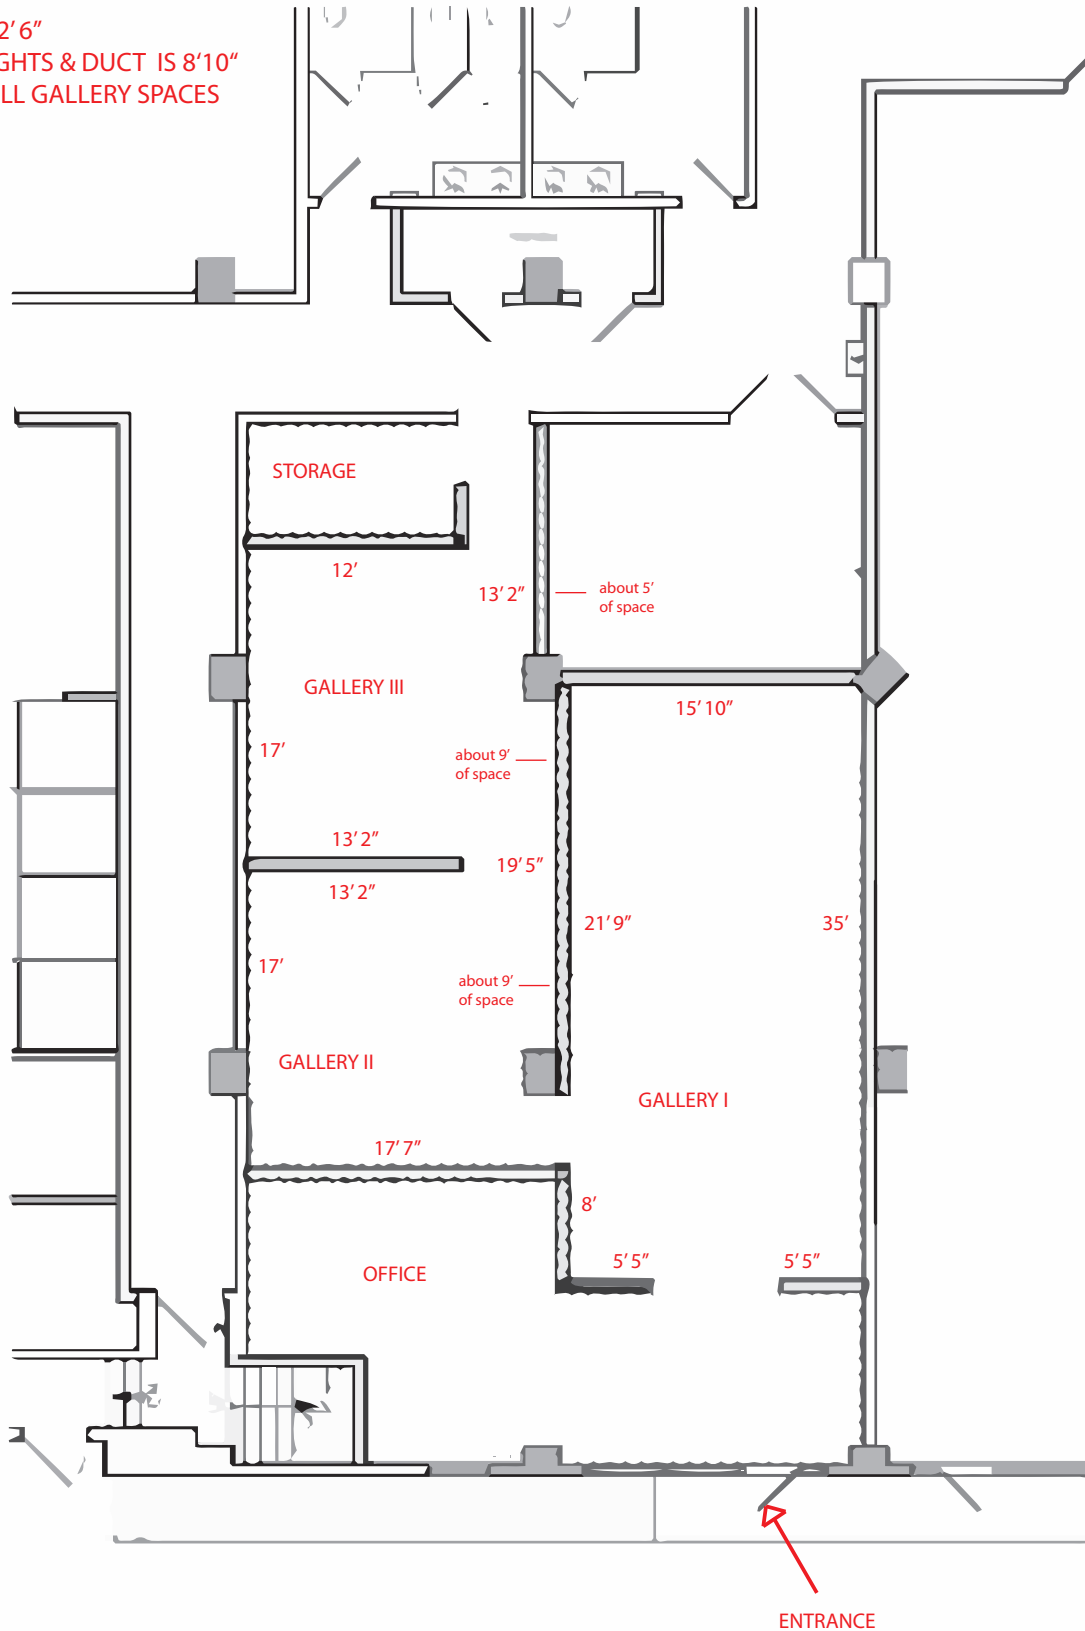 2’ 6”
GHTS & DUCT IS 8‘10“
LL GALLERY SPACES
STORAGE
12’
13’ 2”
about 5’
of space
GALLERY III
15’ 10”
17’
about 9’
of space
13’ 2”
19’ 5”
13’ 2”
21’ 9”
35’
17’
about 9’
of space
GALLERY II
GALLERY I
17’ 7”
8’
5’ 5”
5’ 5”
OFFICE
ENTRANCE